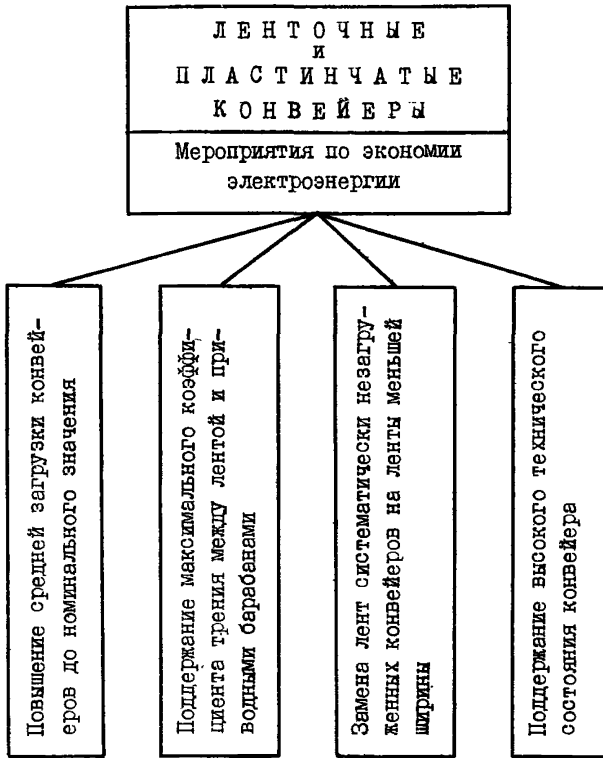 ЛЕНТОЧНЫЕ
и
ПЛАСТИНЧАТЫЕ
КОНВЕЙЕРЫ
Мероприятия по экономии
электроэнергии
Повышение средней загрузки конвей-
еров до номинального значения
Поддержание максимального коэффи-
циента трения между лентой и при-
водными барабанами
Замена лент систематически незагру-
женных конвейеров на ленты меньшей
ширины
Поддержание высокого технического
состояния конвейера